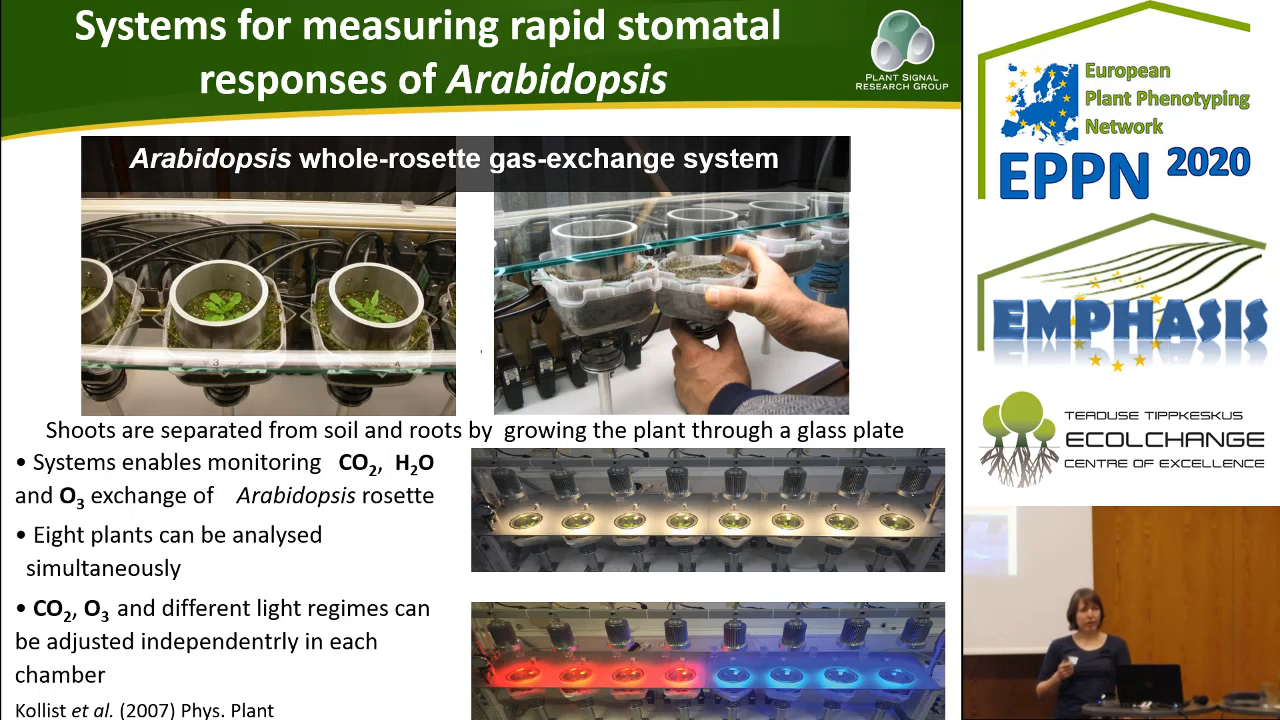 Systems for measuring rapid stomatal
responses of Arabidopsis
PLANT SIGNAL
RESEARCH GROUP
Arabidopsis whole-rosette gas-exchange system
3
4
Shoots are separated from soil and roots by growing the plant through a glass plate
• Systems enables monitoring CO2, H2O
and O3 exchange of Arabidopsis rosette
• Eight plants can be analysed
simultaneously
• CO2, O3 and different light regimes can
be adjusted independentrly in each
chamber
Kollist et al. (2007) Phys. Plant
European
Plant Phenotyping
Network
EPPN 2020
EMPHASIS
TEADUSE TIPPKESKUS
ECOLCHANGE
CENTRE OF EXCELLENCE